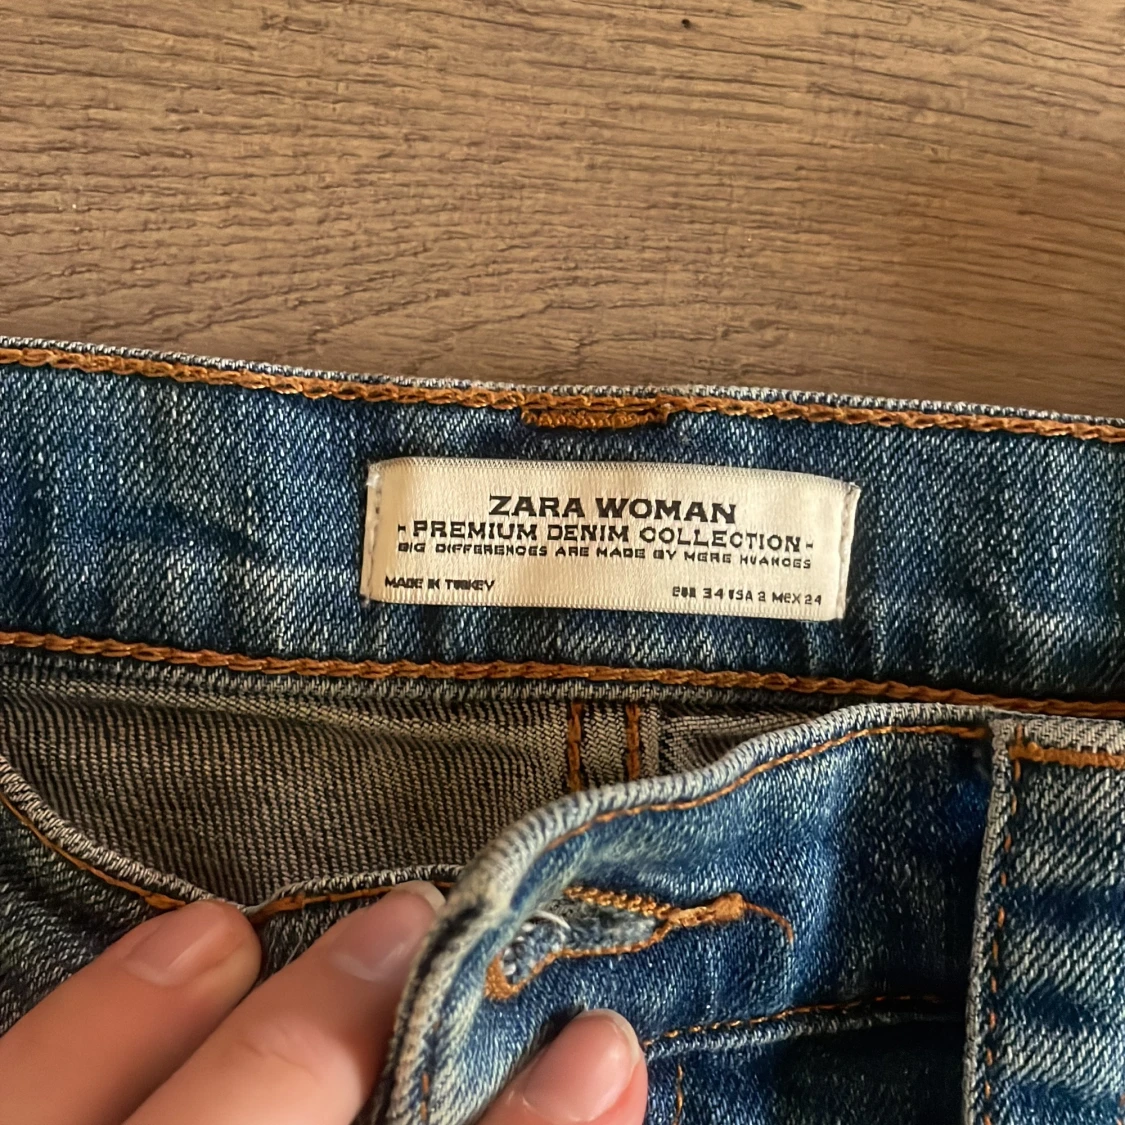 ZARA WOMAN
- PREMIUM DENIM COLLECTION -
BIG DIFFERENCES ARE MADE BY MERE NUANCES
MADE IN TURKEY
EUR 34 USA 2 MEX 24